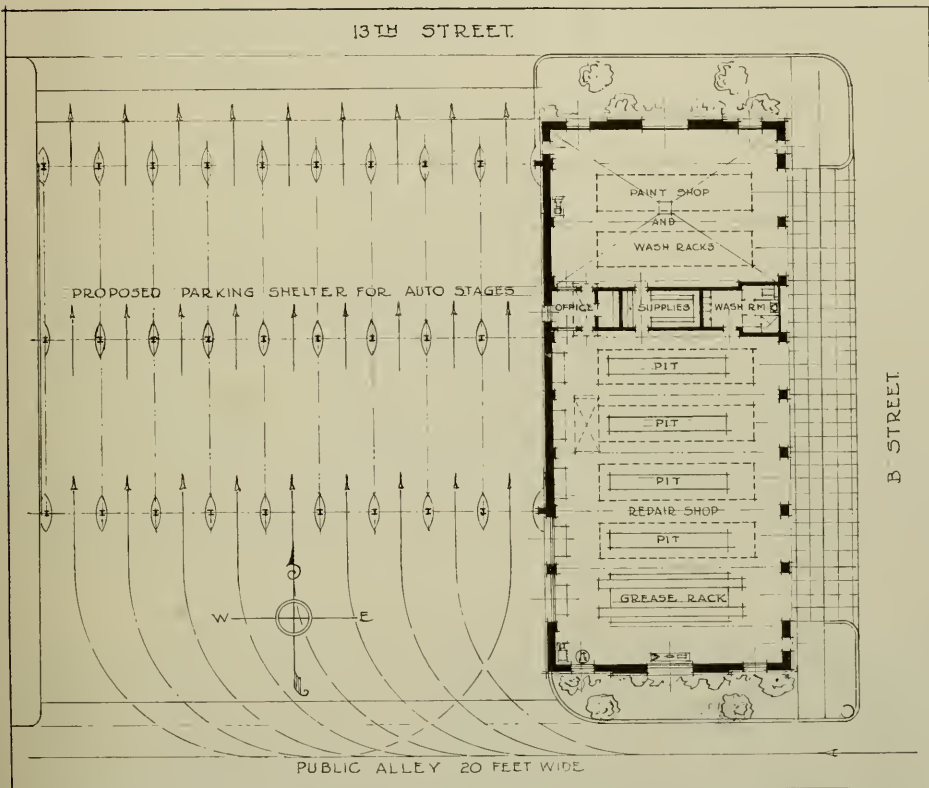 13TH STREET.
PAINT SHOP
AND
WASH RACKS
PROPOSED PARKING SHELTER FOR AUTO STAGES
OFFICE
SUPPLIES
WASH RM.
PIT
PIT
B STREET.
PIT
REPAIR SHOP
PIT
GREASE RACK
W
E
PUBLIC ALLEY 20 FEET WIDE